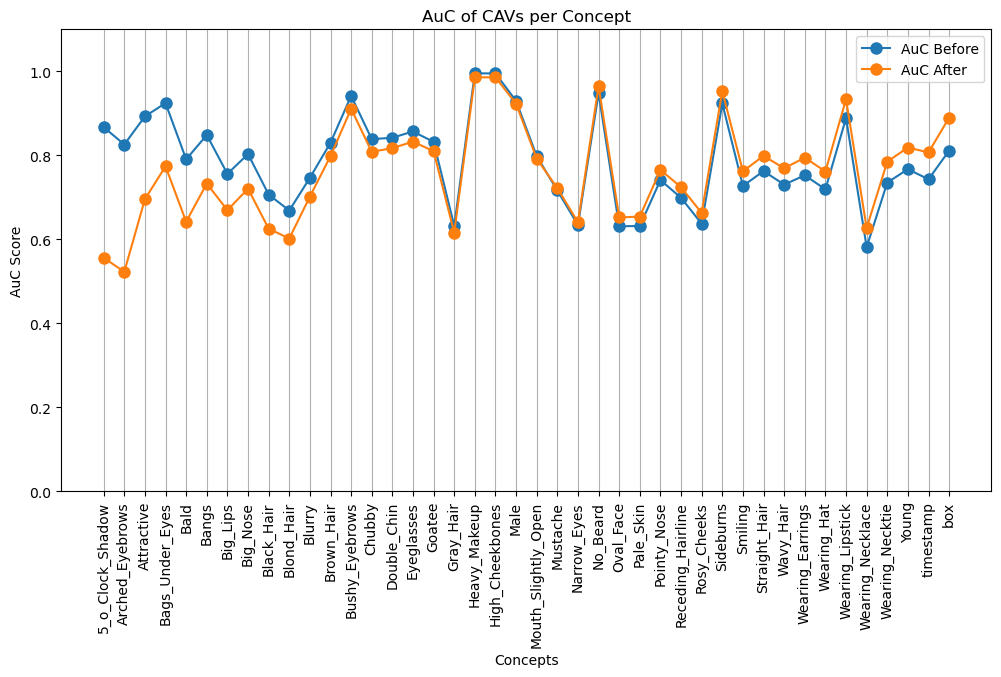 AuC of CAVs per Concept
AuC Before
AuC After
AuC Score
1.0
0.8
0.6
0.4
0.2
0.0
5_o_Clock_Shadow
Arched_Eyebrows
Attractive
Bags_Under_Eyes
Bald
Bangs
Big_Lips
Big_Nose
Black_Hair
Blond_Hair
Blurry
Brown_Hair
Bushy_Eyebrows
Chubby
Double_Chin
Eyeglasses
Goatee
Gray_Hair
Heavy_Makeup
High_Cheekbones
Male
Mouth_Slightly_Open
Mustache
Narrow_Eyes
No_Beard
Oval_Face
Pale_Skin
Pointy_Nose
Receding_Hairline
Rosy_Cheeks
Sideburns
Smiling
Straight_Hair
Wavy_Hair
Wearing_Earrings
Wearing_Hat
Wearing_Lipstick
Wearing_Necklace
Wearing_Necktie
Young
timestamp
box
Concepts